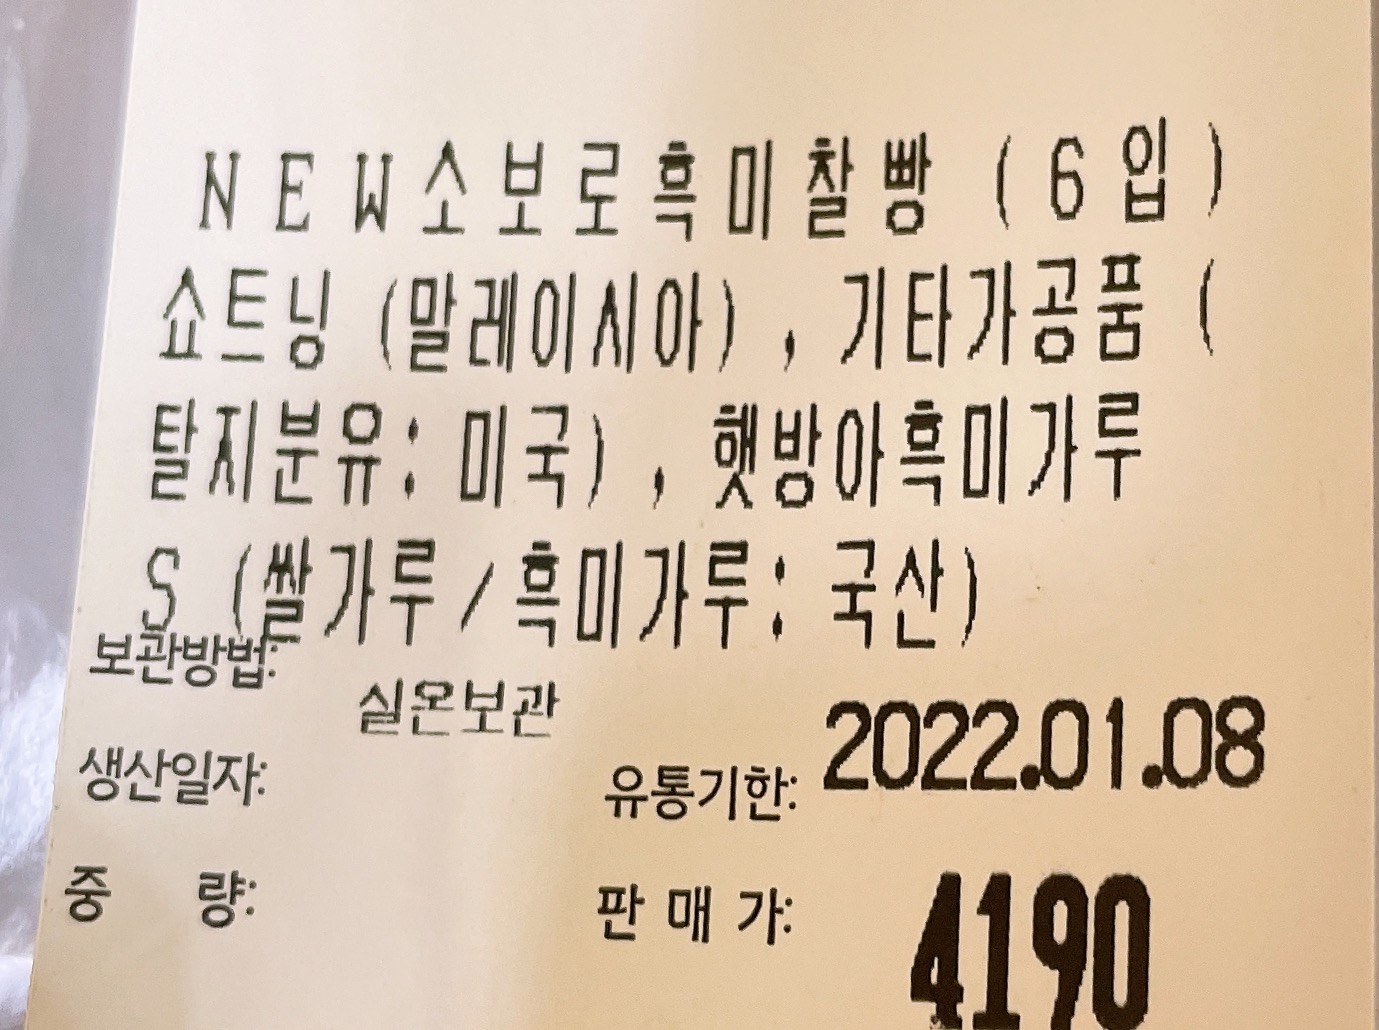 NEW소보로흑미찰빵(6입)
쇼트닝(말레이시아),기타가공품(
탈지분유:미국),햇방아흑미가루
S(쌀가루/흑미가루:국산)
보관방법:
실온보관
생산일자:
유통기한: 2022.01.08
중 량:
판 매 가: 4190